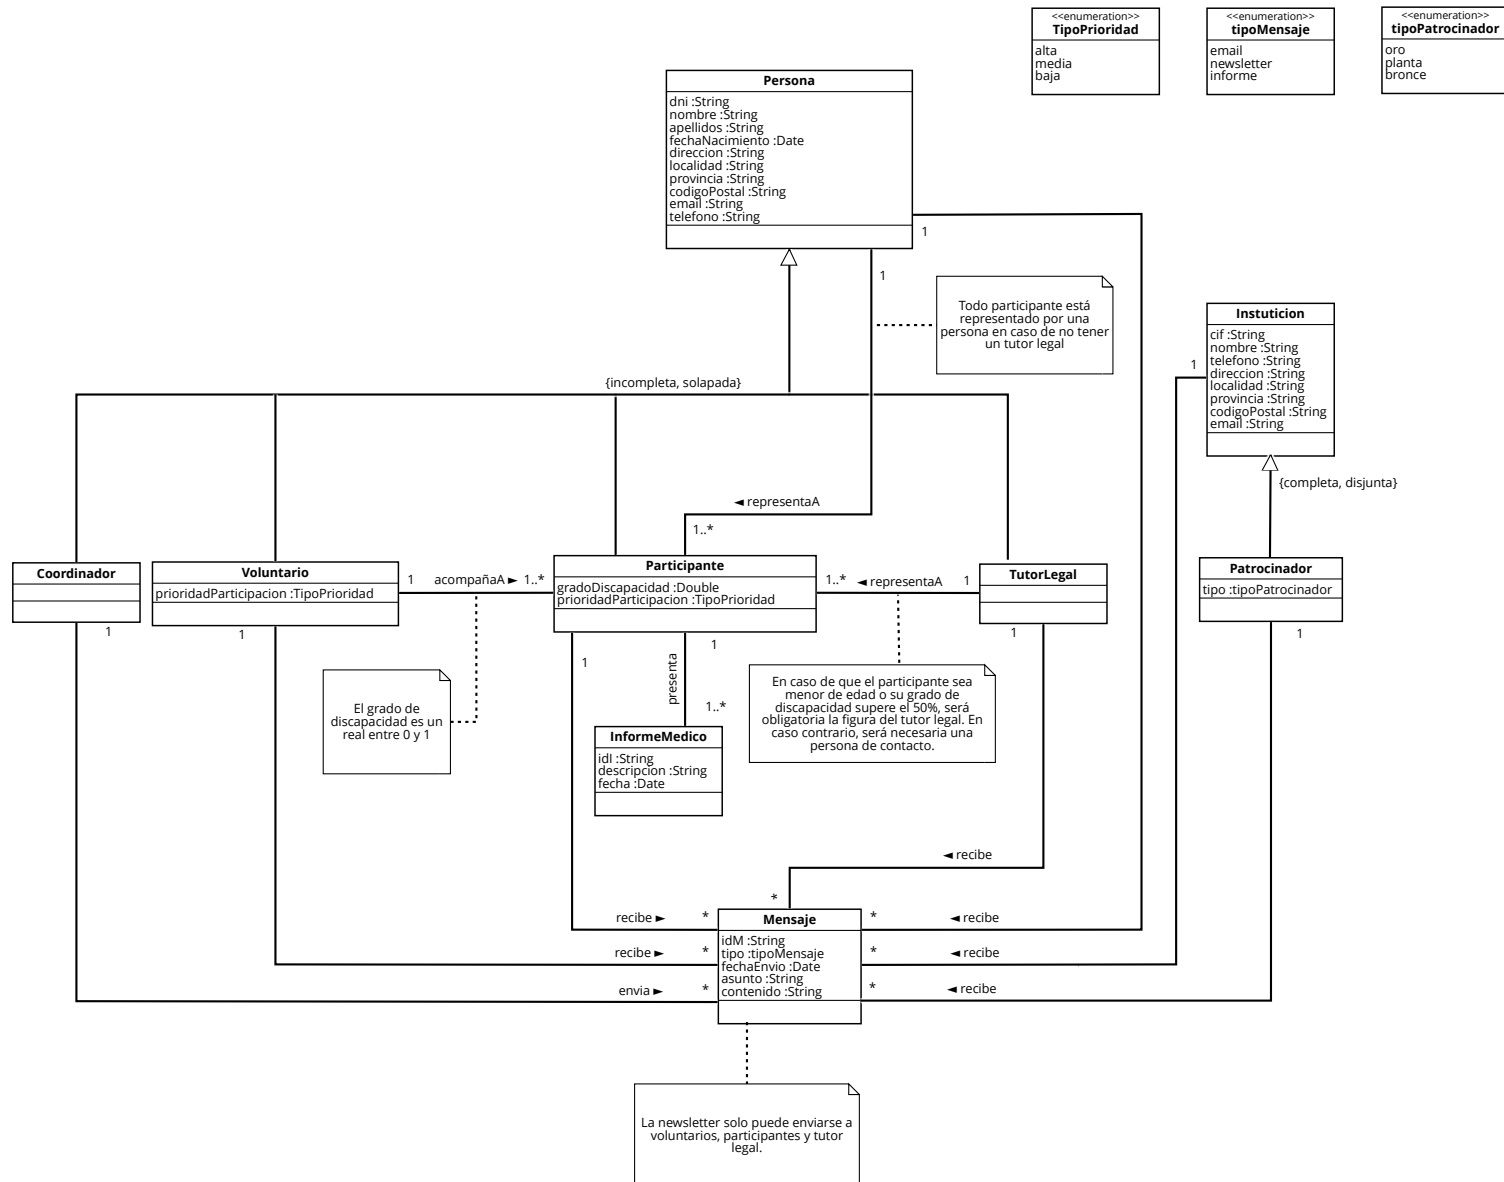 <<enumeration>>
TipoPrioridad
alta
media
baja
<<enumeration>>
tipoMensaje
email
newsletter
informe
<<enumeration>>
tipoPatrocinador
oro
planta
bronce
Persona
dni :String
nombre :String
apellidos :String
fechaNacimiento :Date
direccion :String
localidad :String
provincia :String
codigoPostal :String
email :String
telefono :String
1
1
Todo participante está
representado por una
persona en caso de no tener
un tutor legal
Instuticion
cif :String
nombre :String
telefono :String
direccion :String
localidad :String
provincia :String
codigoPostal :String
email :String
1
{incompleta, solapada}
{completa, disjunta}
◄ representaA
1..*
Coordinador
1
Voluntario
prioridadParticipacion :TipoPrioridad
1
1
acompañaA ►
1..*
Participante
gradoDiscapacidad :Double
prioridadParticipacion :TipoPrioridad
1..*
◄ representaA
1
TutorLegal
1
Patrocinador
tipo :tipoPatrocinador
1
1
1
presenta
1..*
El grado de
discapacidad es un
real entre 0 y 1
En caso de que el participante sea
menor de edad o su grado de
discapacidad supere el 50%, será
obligatoria la figura del tutor legal. En
caso contrario, será necesaria una
persona de contacto.
InformeMedico
idI :String
descripcion :String
fecha :Date
◄ recibe
*
recibe ►
*
recibe ►
*
envia ►
*
Mensaje
idM :String
tipo :tipoMensaje
fechaEnvio :Date
asunto :String
contenido :String
*
◄ recibe
*
◄ recibe
*
◄ recibe
La newsletter solo puede enviarse a
voluntarios, participantes y tutor
legal.